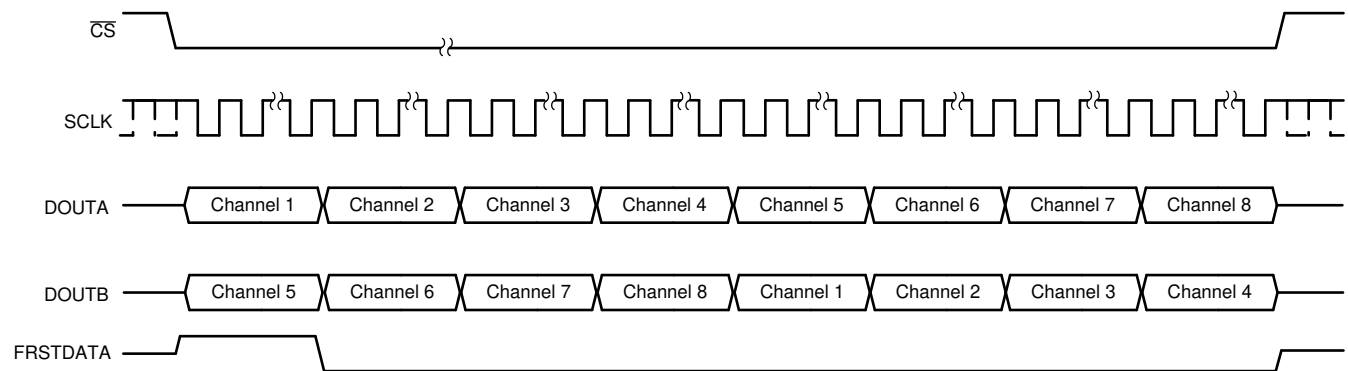 CS
SCLK
DOUTA
Channel 1 Channel 2 Channel 3 Channel 4 Channel 5 Channel 6 Channel 7 Channel 8
DOUTB
Channel 5 Channel 6 Channel 7 Channel 8 Channel 1 Channel 2 Channel 3 Channel 4
FRSTDATA